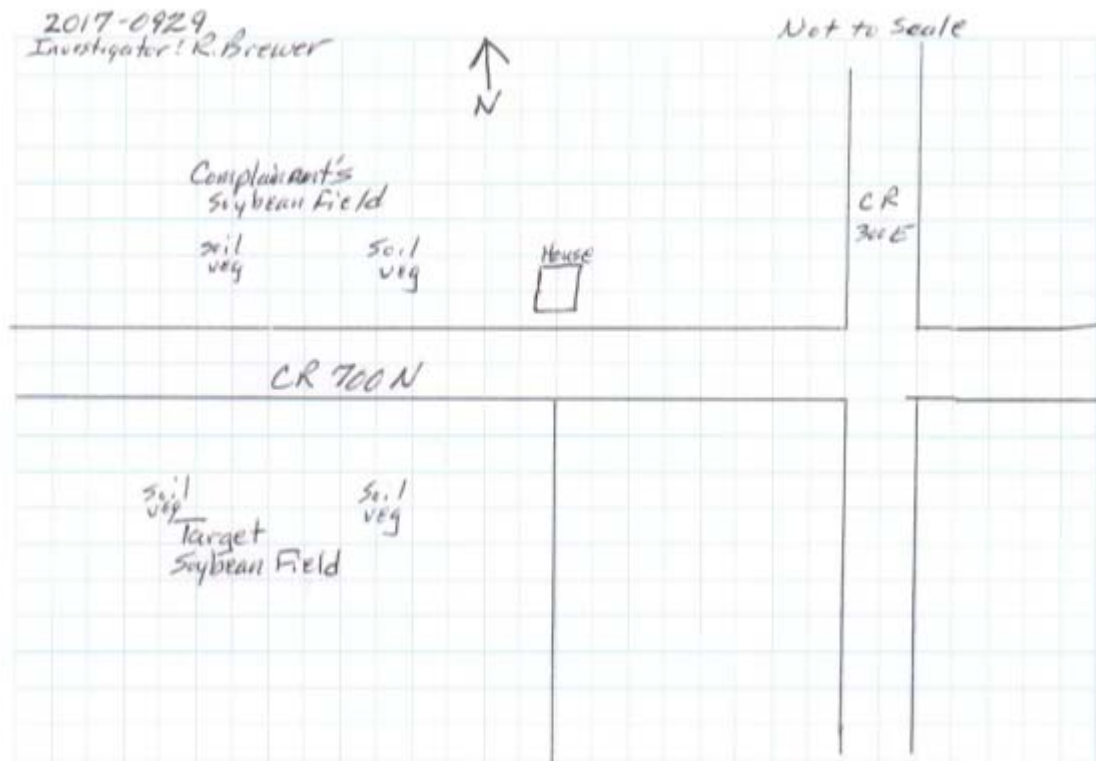 2017-0929
Investigator: R. Brewer
Not to Scale
N
Complainant's
Soybean Field
soil
veg
soil
veg
House
CR
300E
CR 700 N
soil
veg
soil
veg
Target
Soybean Field